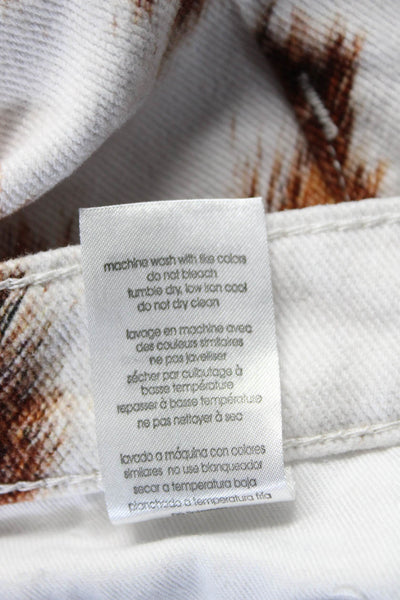 machine wash with like colors
do not bleach
tumble dry, low iron cool
do not dry clean
lavage en machine avec
des couleurs similaires
ne pas javelliser
sécher par culbutage à
basse température
repasser à basse température
ne pas nettoyer à sec
lavado a máquina con colores
similares no use blanqueador
secar a temperatura baja
planchado a temperatura fría